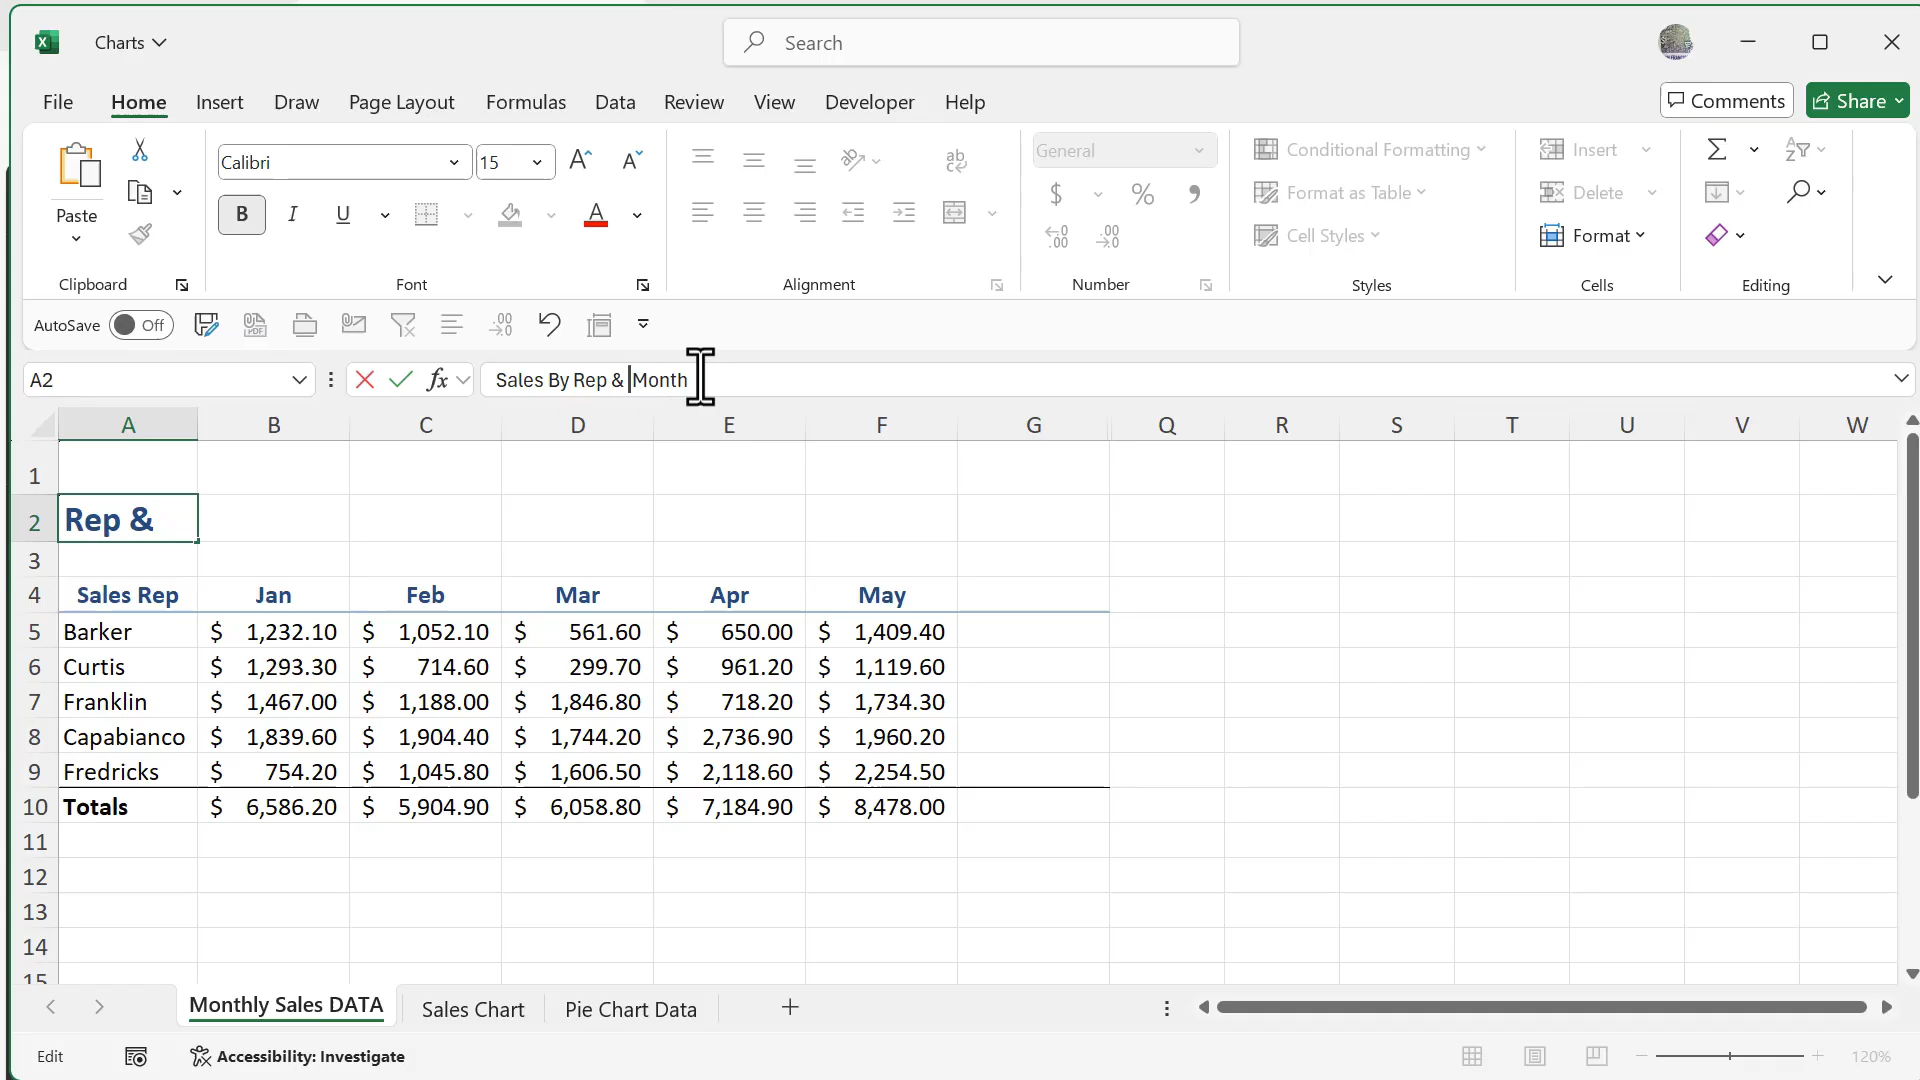 Charts
Search
File Home Insert Draw Page Layout Formulas Data Review View Developer Help Comments Share
Paste
Calibri 15
A A
B I U A
ab
General
$ % 9
Conditional Formatting
Format as Table
Cell Styles
Insert
Delete
Format
Clipboard Font Alignment Number Styles Cells Editing
AutoSave Off
A2 fx Sales By Rep & Month
A B C D E F G Q R S T U V W
1
2 Rep &
3
4 Sales Rep Jan Feb Mar Apr May
5 Barker $ 1,232.10 $ 1,052.10 $ 561.60 $ 650.00 $ 1,409.40
6 Curtis $ 1,293.30 $ 714.60 $ 299.70 $ 961.20 $ 1,119.60
7 Franklin $ 1,467.00 $ 1,188.00 $ 1,846.80 $ 718.20 $ 1,734.30
8 Capabianco $ 1,839.60 $ 1,904.40 $ 1,744.20 $ 2,736.90 $ 1,960.20
9 Fredricks $ 754.20 $ 1,045.80 $ 1,606.50 $ 2,118.60 $ 2,254.50
10 Totals $ 6,586.20 $ 5,904.90 $ 6,058.80 $ 7,184.90 $ 8,478.00
11
12
13
14
15
Monthly Sales DATA Sales Chart Pie Chart Data
Edit Accessibility: Investigate 120%